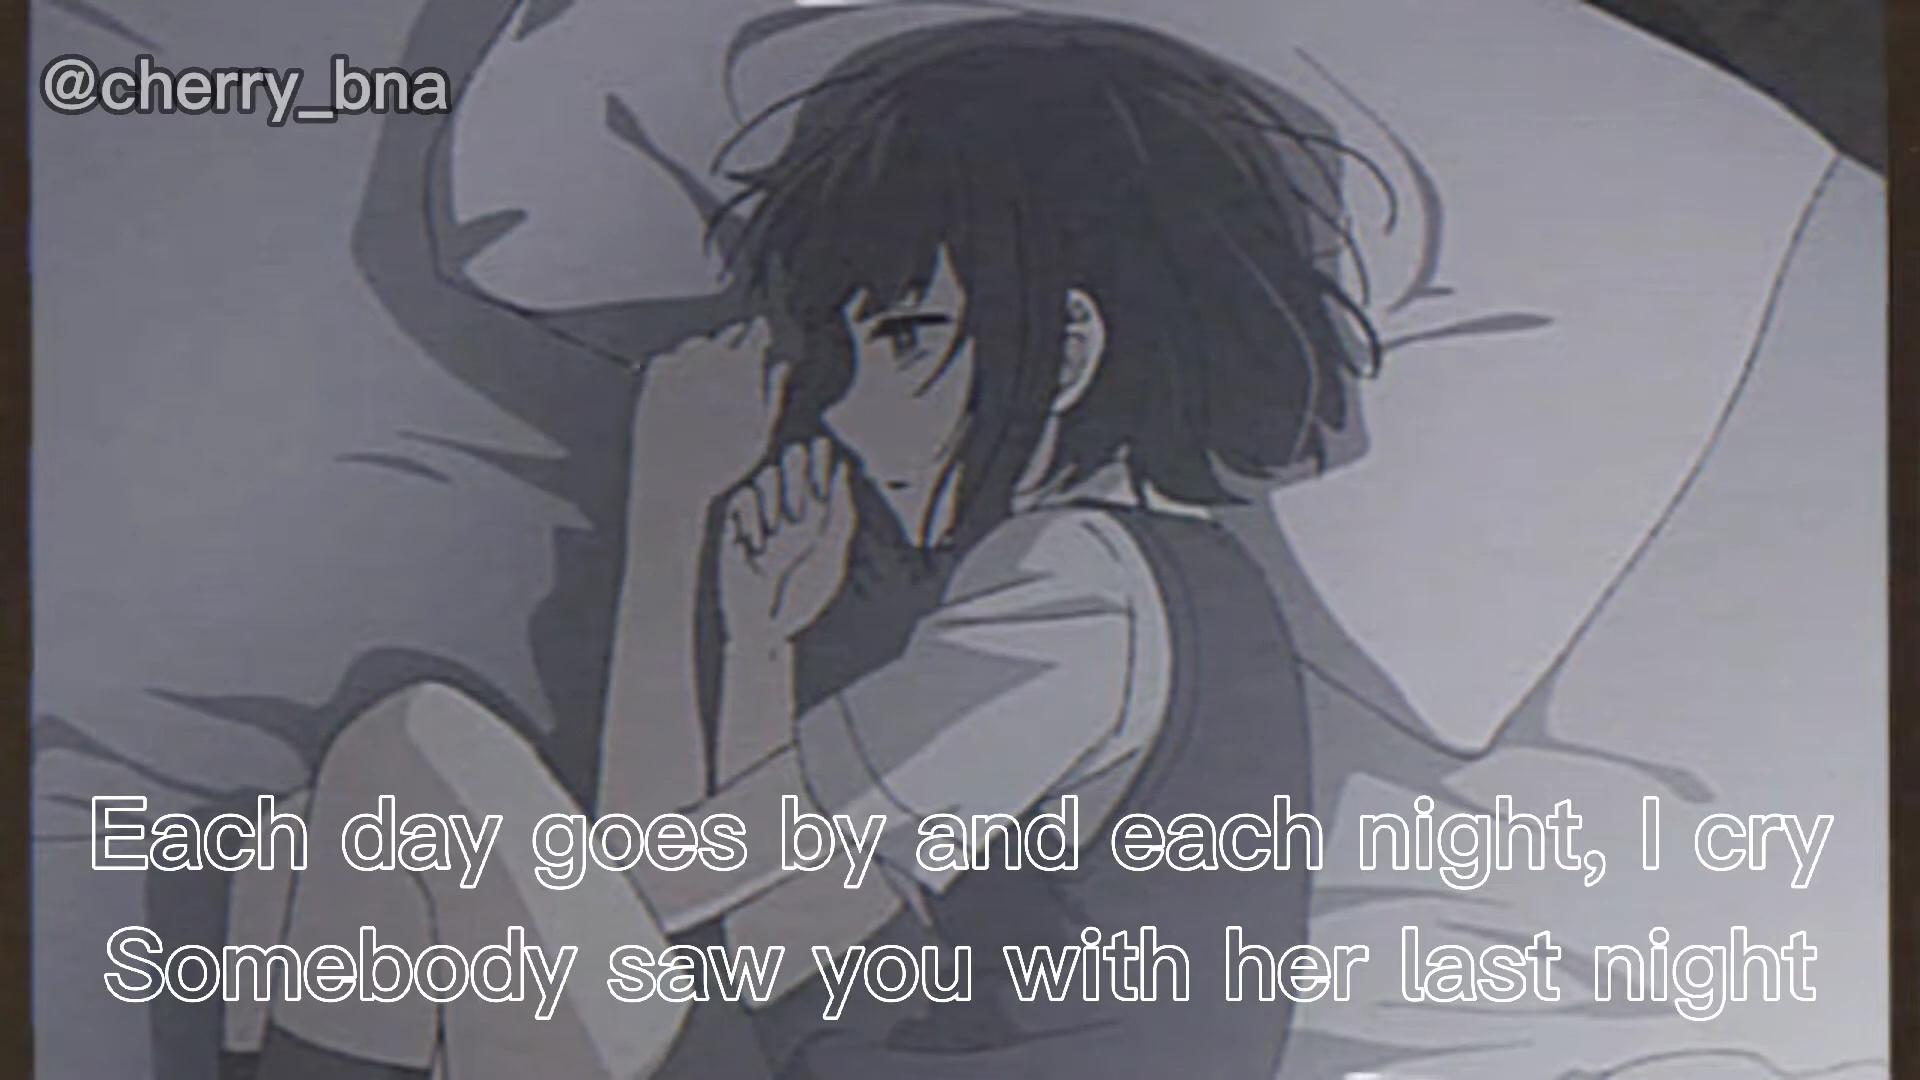 @cherry_bna
Each day goes by and each night, I cry
Somebody saw you with her last night